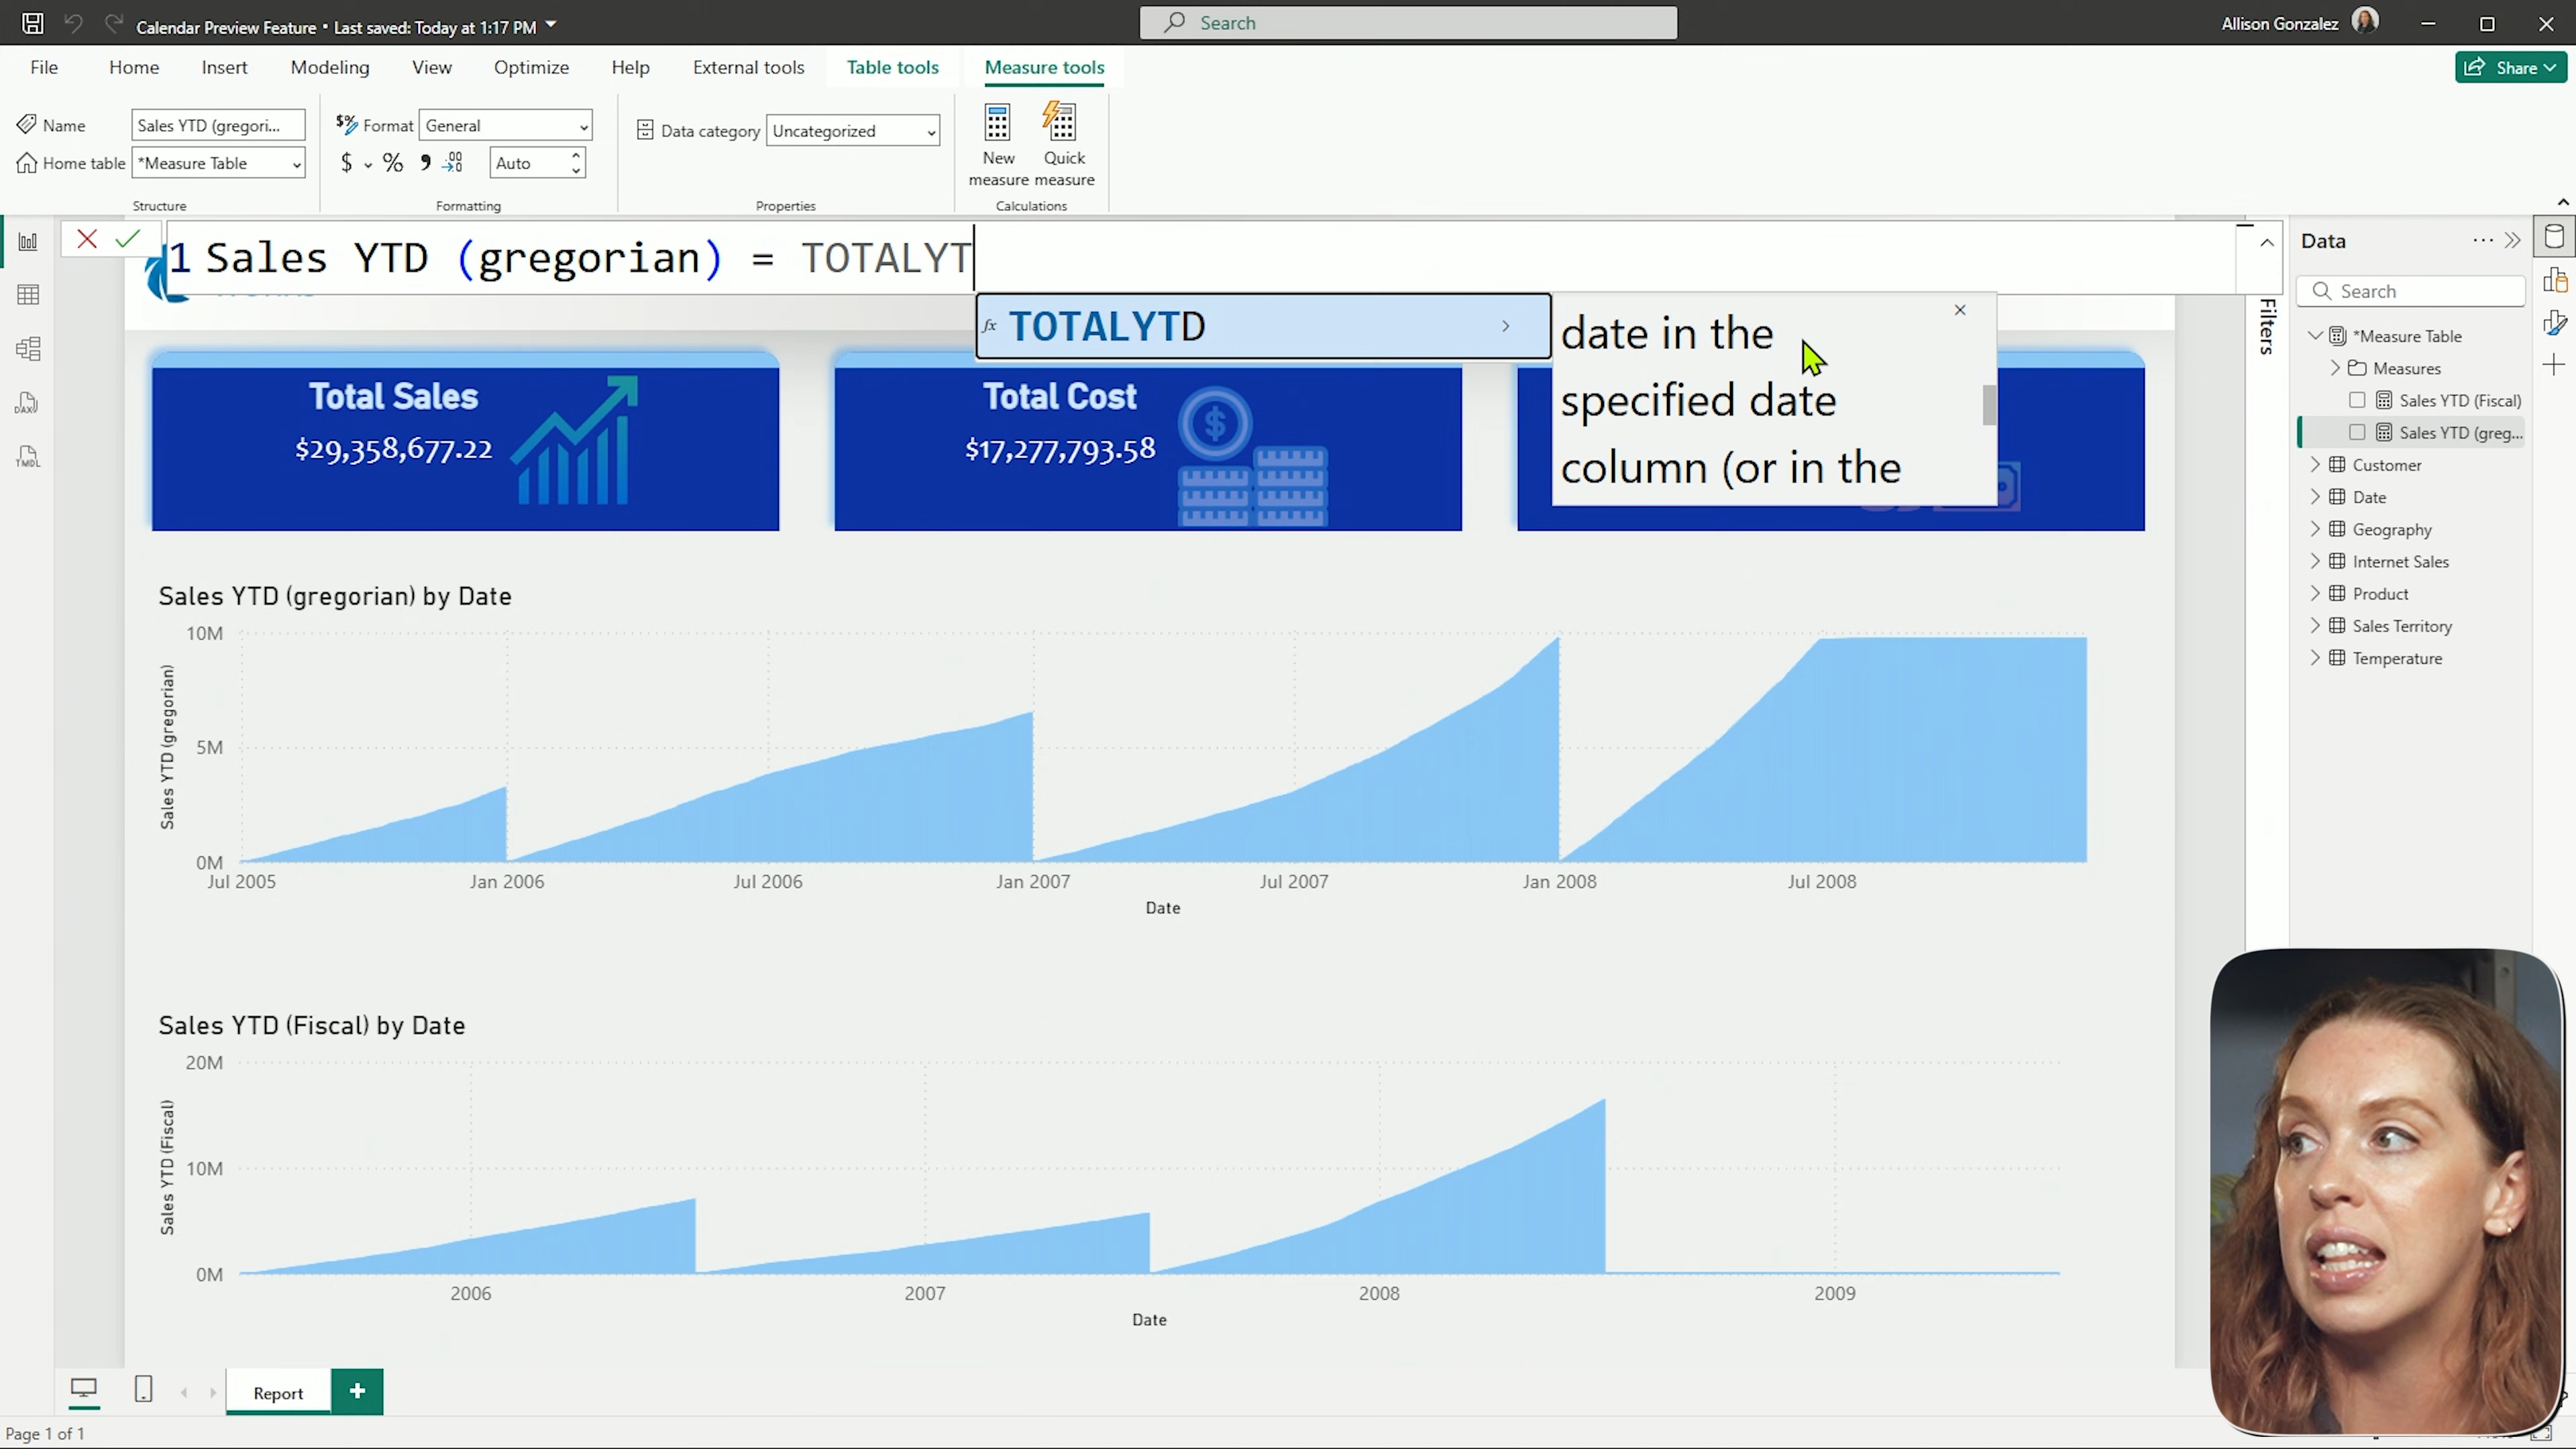 Calendar Preview Feature • Last saved: Today at 1:17 PM
Search
Allison Gonzalez
File Home Insert Modeling View Optimize Help External tools Table tools Measure tools
Share
Name Sales YTD (gregori...
Home table *Measure Table
Structure
$% Format General
$ % 9 .00 Auto
Formatting
Data category Uncategorized
Properties
New measure
Quick measure
Calculations
1 Sales YTD (gregorian) = TOTALYT
fx TOTALYTD
date in the
specified date
column (or in the
Total Sales
$29,358,677.22
Total Cost
$17,277,793.58
Sales YTD (gregorian) by Date
Sales YTD (gregorian)
10M
5M
0M
Jul 2005 Jan 2006 Jul 2006 Jan 2007 Jul 2007 Jan 2008 Jul 2008
Date
Sales YTD (Fiscal) by Date
Sales YTD (Fiscal)
20M
10M
0M
2006 2007 2008 2009
Date
Filters
Data
Search
*Measure Table
Measures
Sales YTD (Fiscal)
Sales YTD (greg...
Customer
Date
Geography
Internet Sales
Product
Sales Territory
Temperature
DAX
TMDL
Report
Page 1 of 1